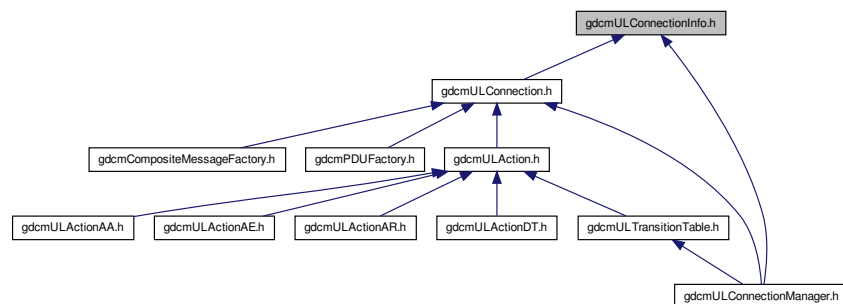 gdcmULConnectionInfo.h
gdcmULConnection.h
gdcmCompositeMessageFactory.h
gdcmPDUFactory.h
gdcmULAction.h
gdcmULActionAA.h
gdcmULActionAE.h
gdcmULActionAR.h
gdcmULActionDT.h
gdcmULTransitionTable.h
gdcmULConnectionManager.h